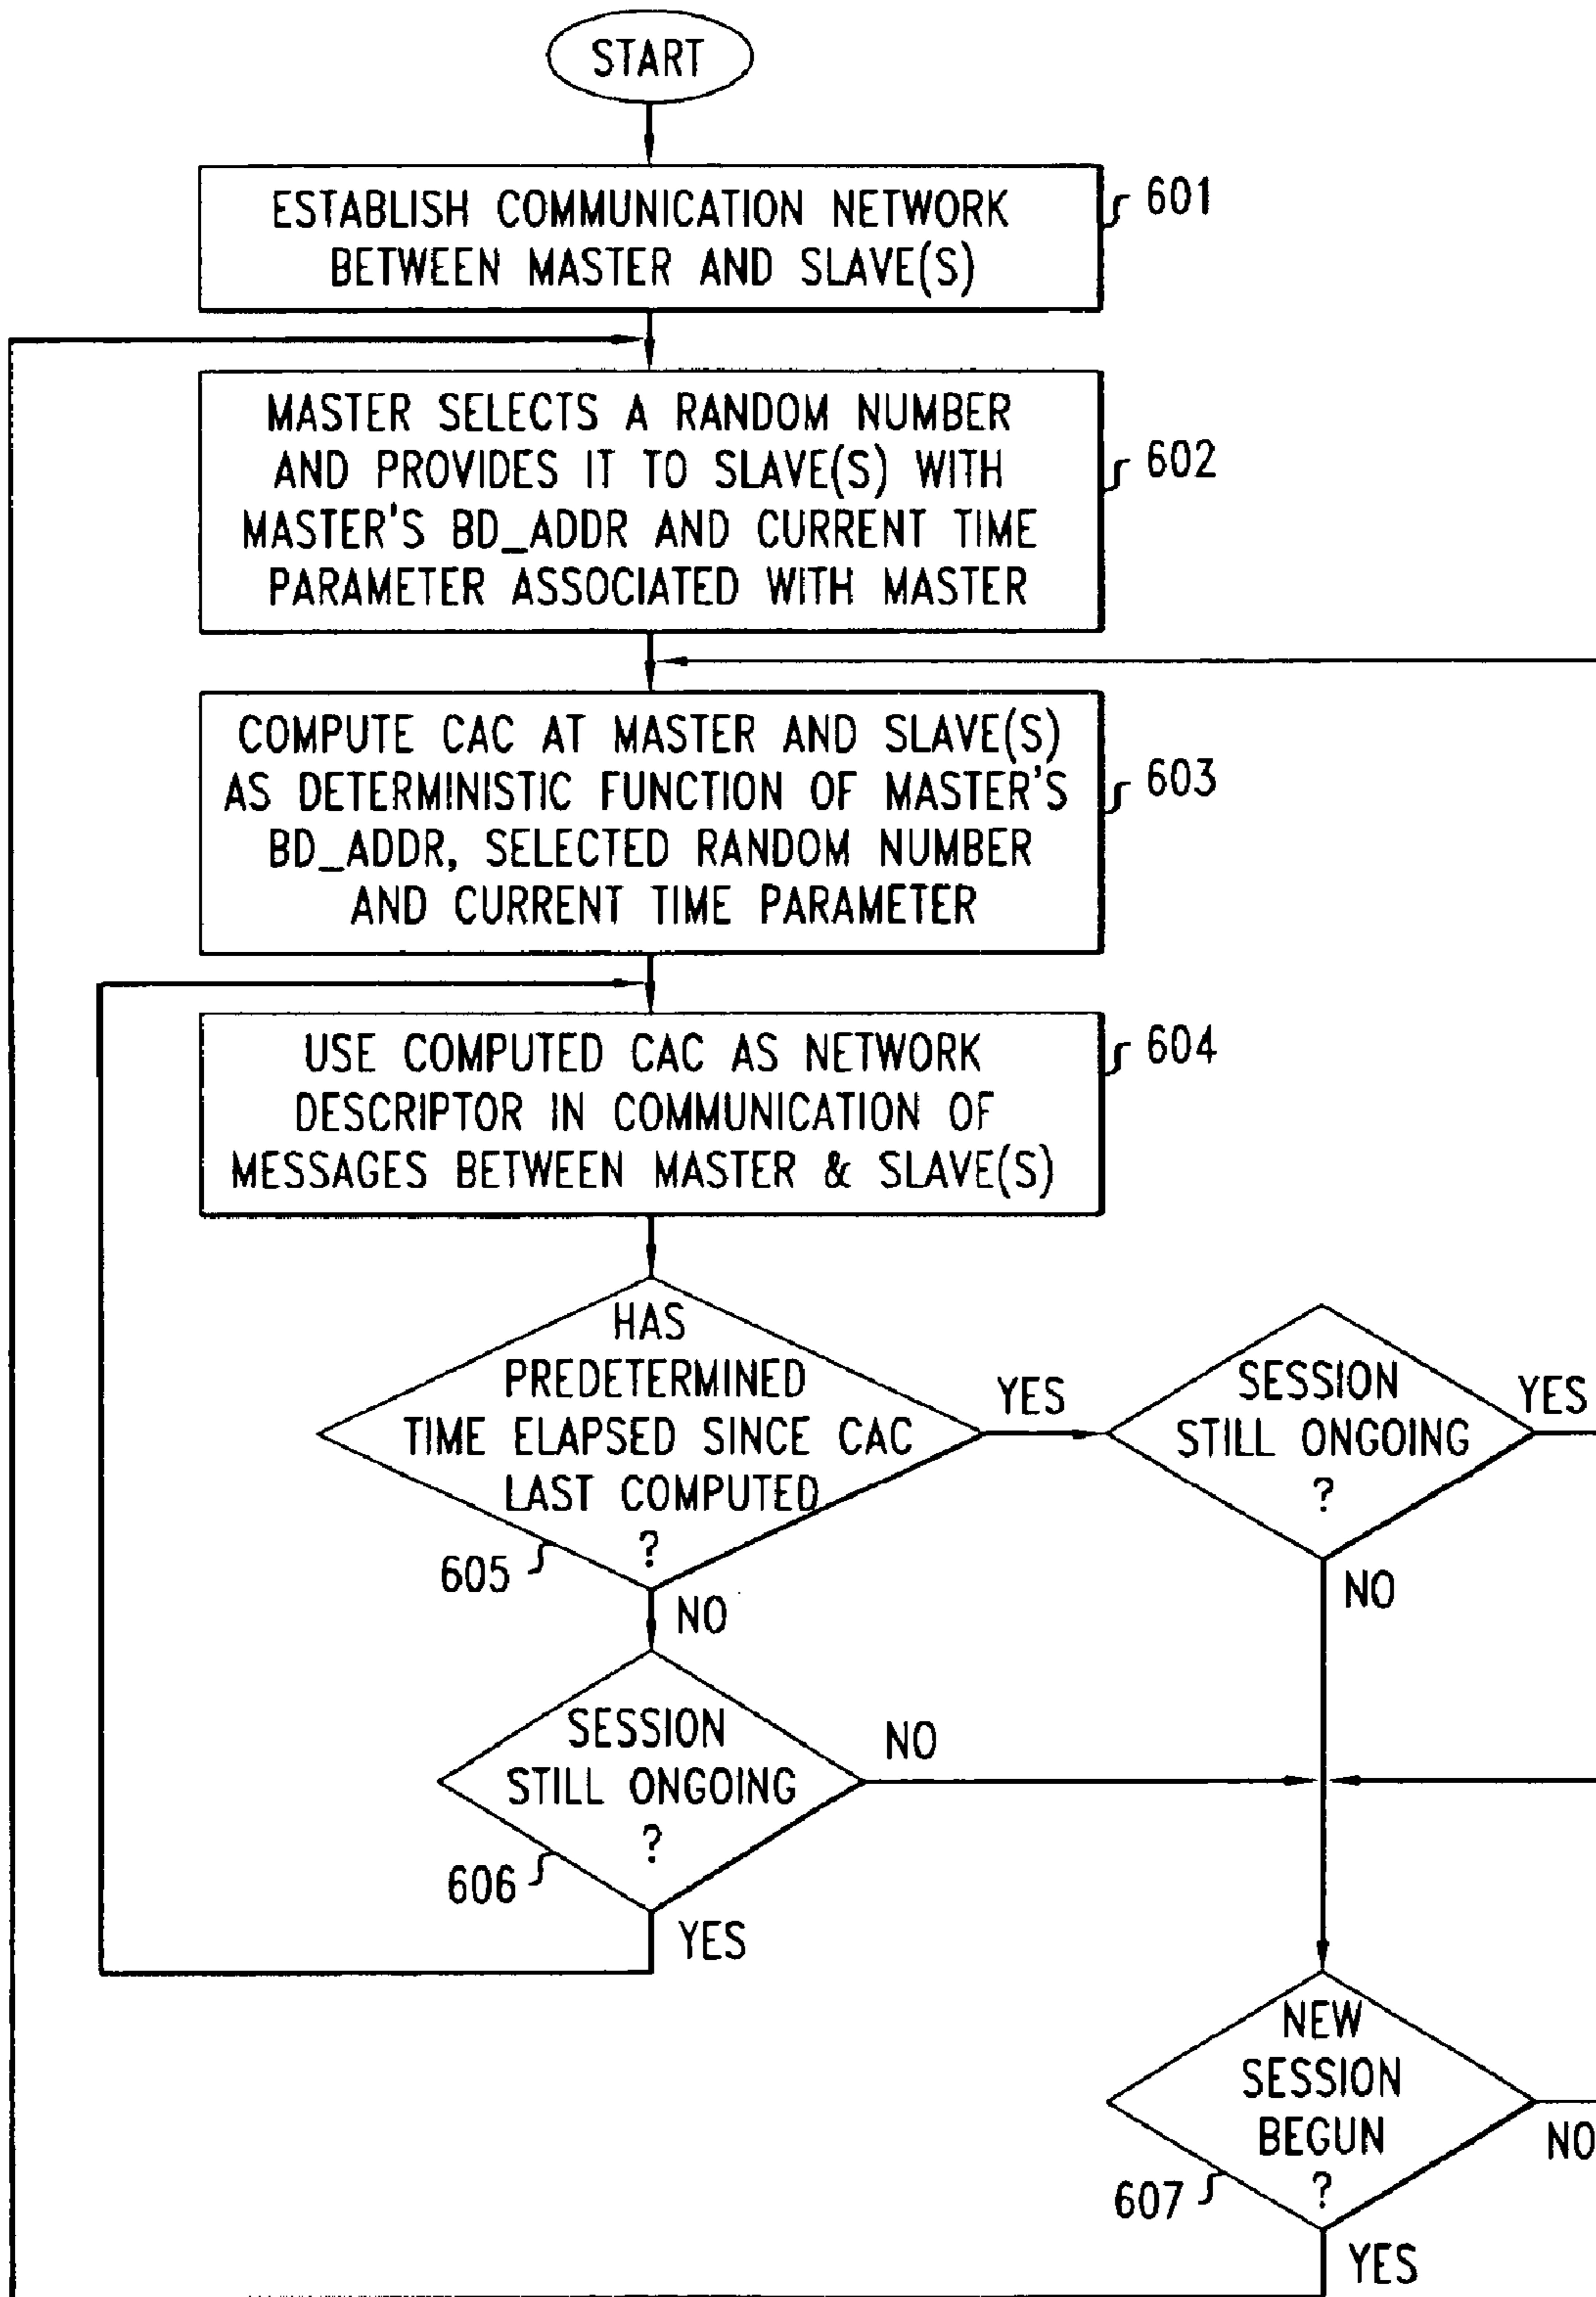 START
ESTABLISH COMMUNICATION NETWORK
BETWEEN MASTER AND SLAVE(S)
601
MASTER SELECTS A RANDOM NUMBER
AND PROVIDES IT TO SLAVE(S) WITH
MASTER'S BD_ADDR AND CURRENT TIME
PARAMETER ASSOCIATED WITH MASTER
602
COMPUTE CAC AT MASTER AND SLAVE(S)
AS DETERMINISTIC FUNCTION OF MASTER'S
BD_ADDR, SELECTED RANDOM NUMBER
AND CURRENT TIME PARAMETER
603
USE COMPUTED CAC AS NETWORK
DESCRIPTOR IN COMMUNICATION OF
MESSAGES BETWEEN MASTER & SLAVE(S)
604
HAS
PREDETERMINED
TIME ELAPSED SINCE CAC
LAST COMPUTED
?
605
YES
NO
SESSION
STILL ONGOING
?
YES
NO
SESSION
STILL ONGOING
?
606
NO
YES
NEW
SESSION
BEGUN
?
607
NO
YES